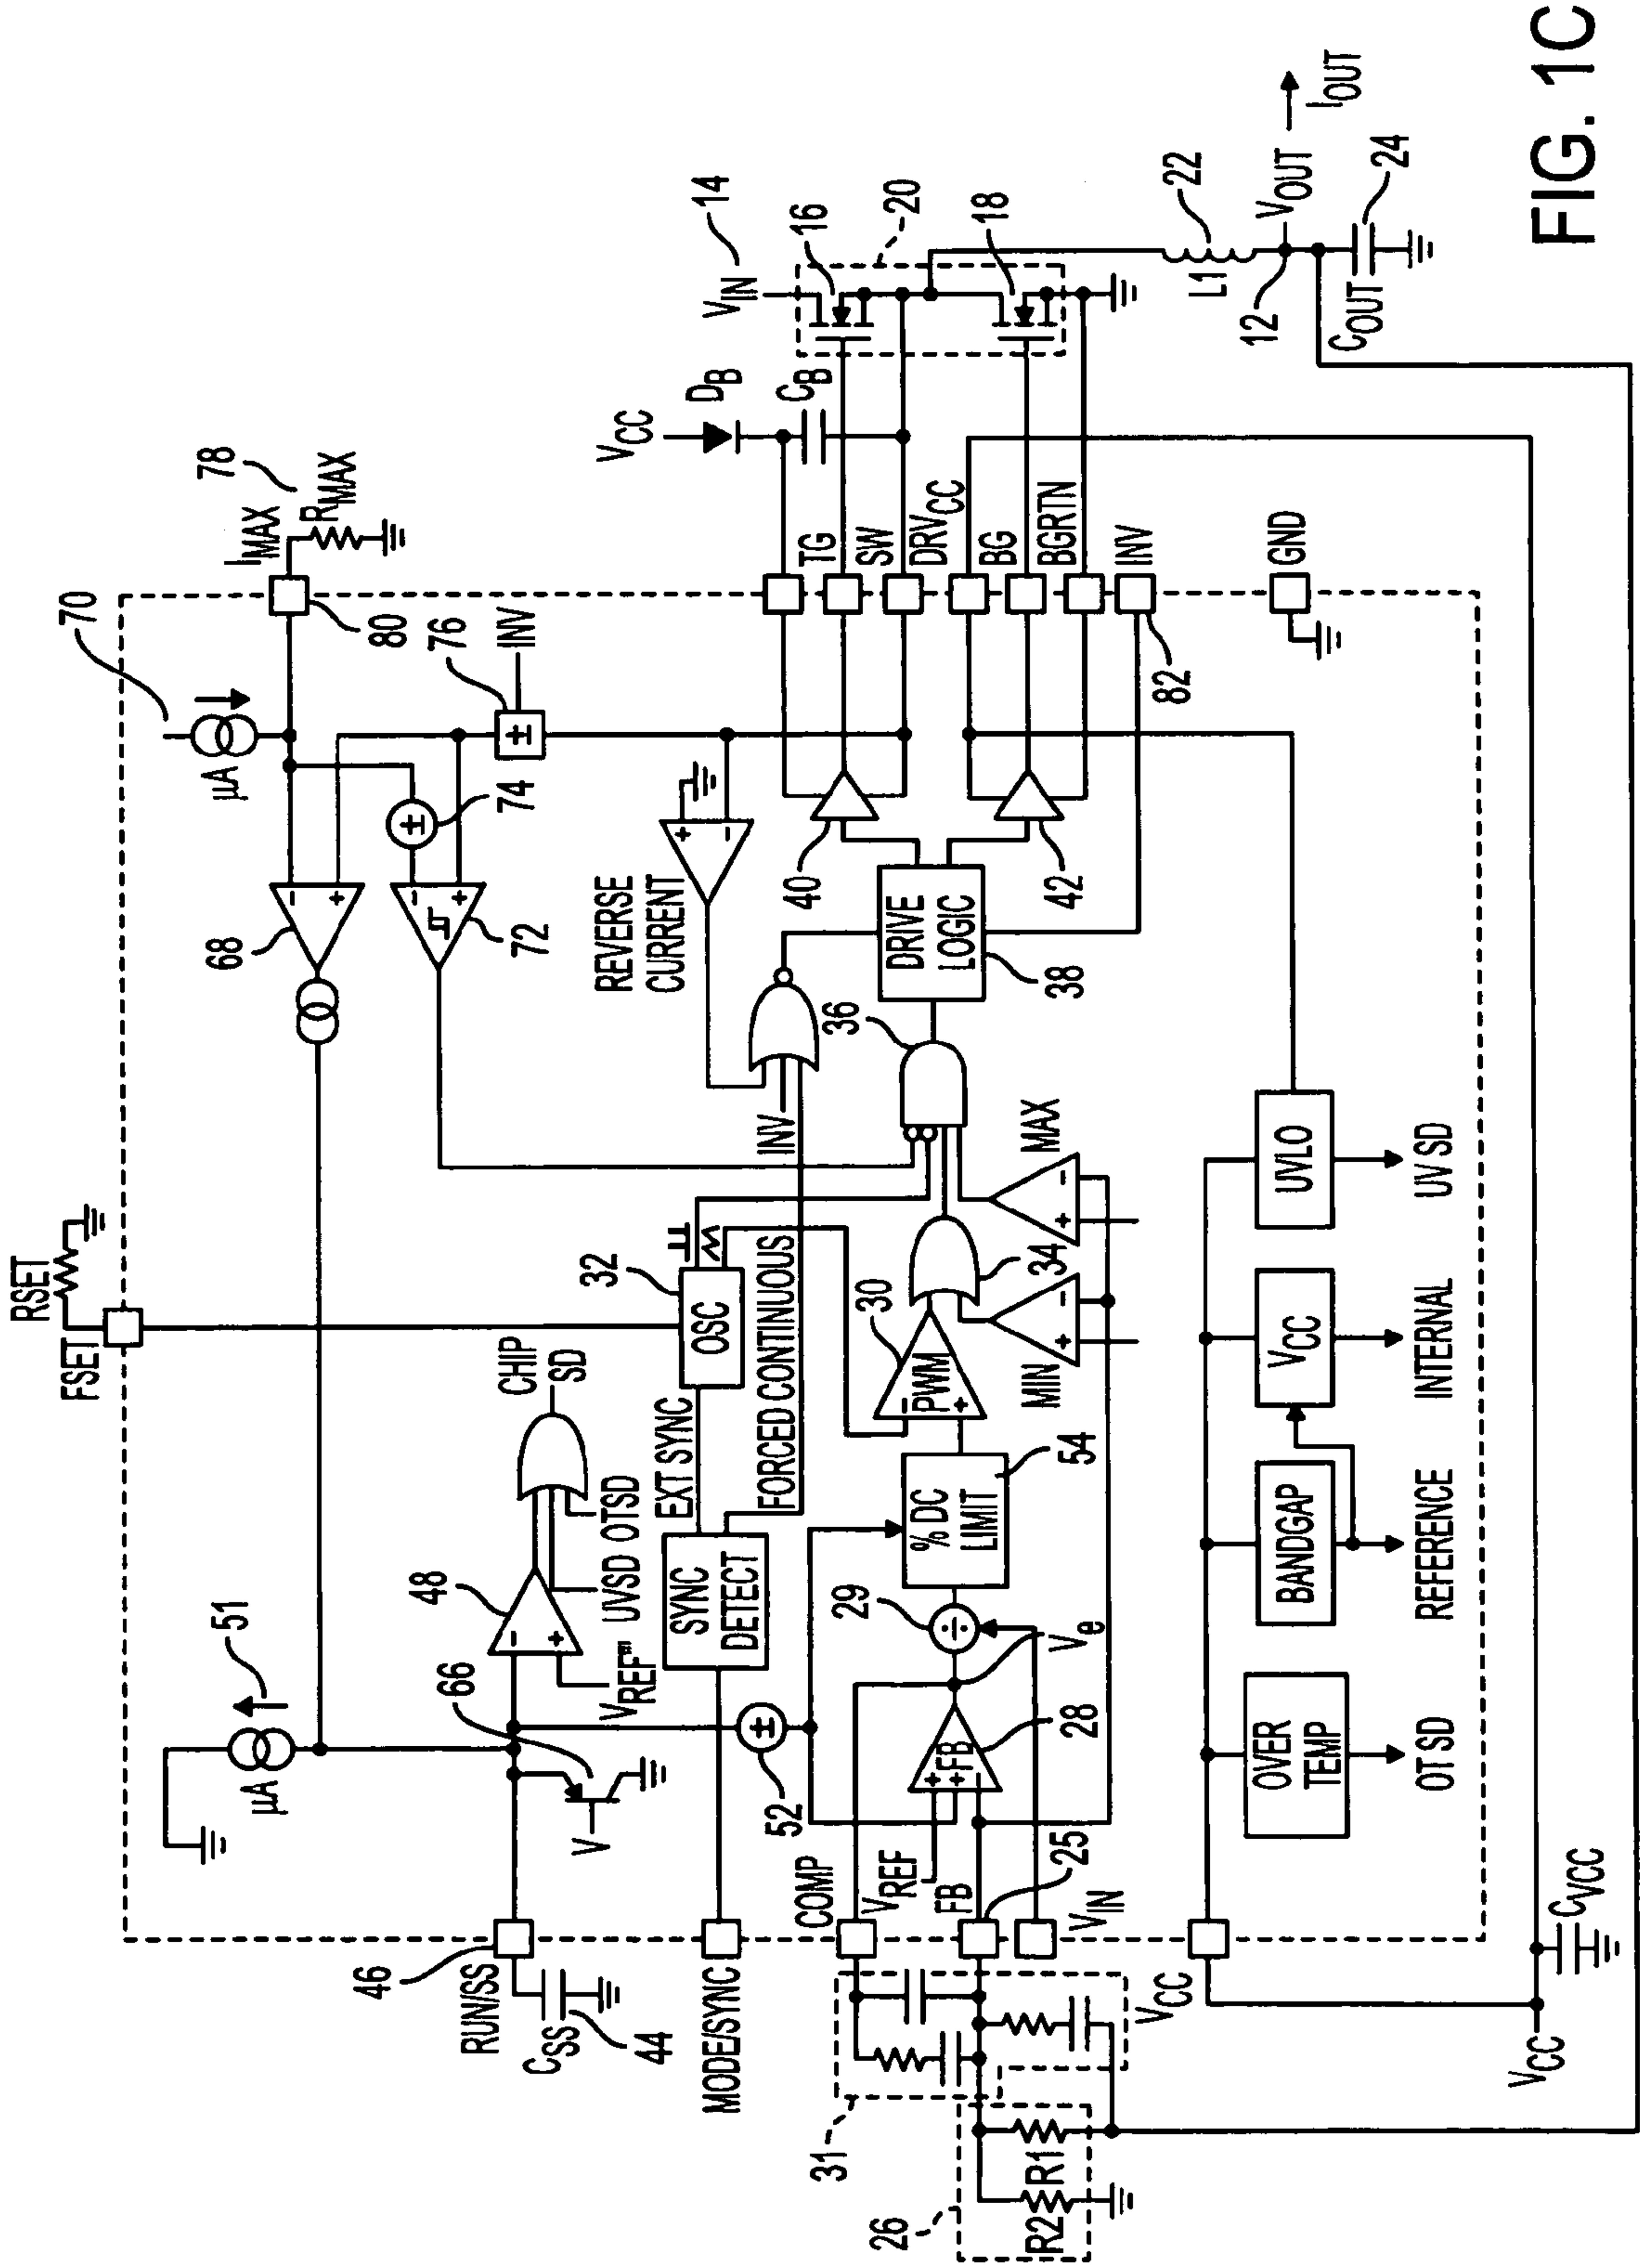 RSET
FSET
51
µA
70
µA
IMAX
78
RMAX
80
68
74
76
INV
72
46
RUN/SS
CSS
44
66
V
VREF'''
48
UVSD
OTSD
CHIP
SD
MODE/SYNC
SYNC
DETECT
EXT SYNC
FORCED CONTINUOUS
32
OSC
INV
REVERSE
CURRENT
+
-
52
COMP
VREF
FB
25
VIN
FB
28
Ve
29
% DC
LIMIT
54
30
PWM
34
MIN
MAX
36
DRIVE
LOGIC
38
40
42
TG
SW
DRVCC
BG
BGRTN
INV
82
GND
VCC
DB
CB
VIN
14
16
20
18
22
L1
12
VOUT
IOUT
COUT
24
31
26
R1
R2
VCC
VCC
CVCC
OVER
TEMP
OT SD
BANDGAP
REFERENCE
VCC
INTERNAL
UVLO
UV SD
FIG. 1C